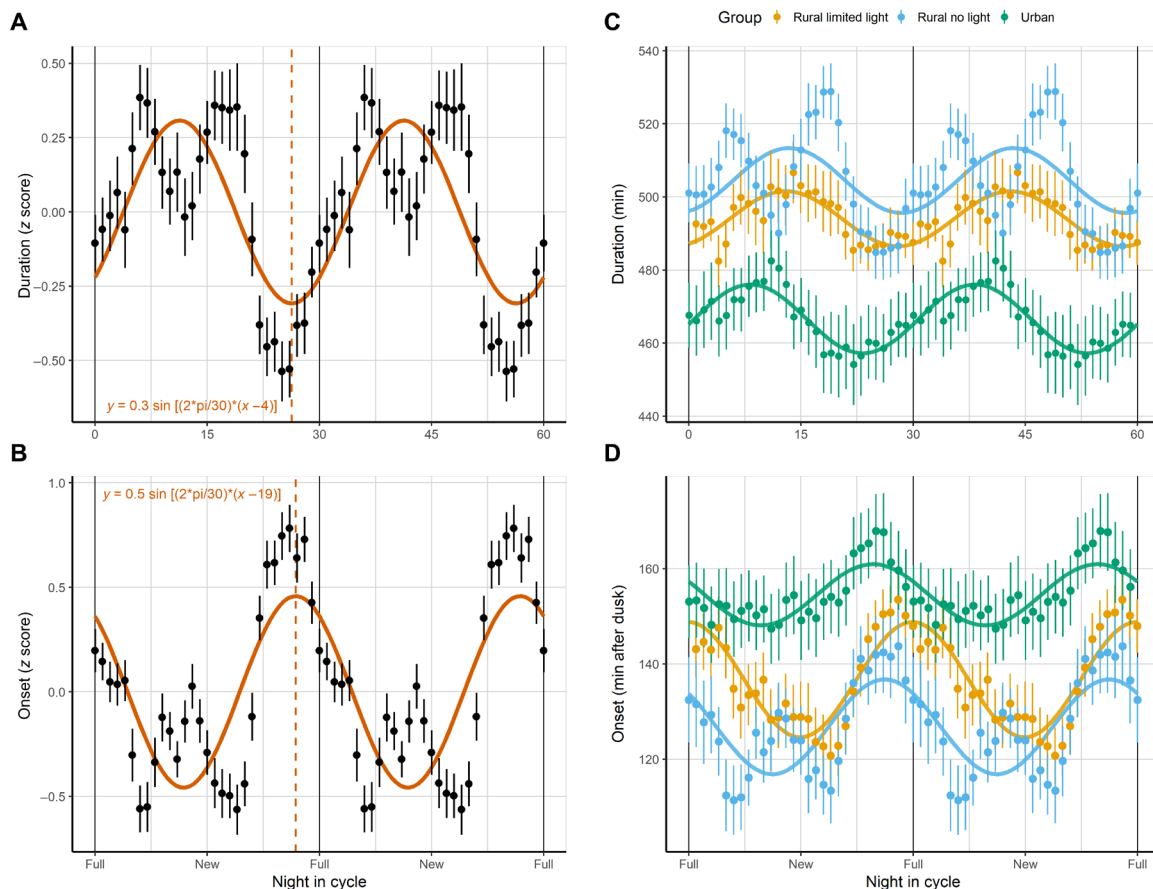 Group Rural limited light Rural no light Urban
A
0.50
0.25
0.00
−0.25
−0.50
Duration (z score)
y = 0.3 sin [(2*pi/30)*(x −4)]
0 15 30 45 60
C
540
520
500
480
460
440
Duration (min)
0 15 30 45 60
B
1.0
0.5
0.0
−0.5
Onset (z score)
y = 0.5 sin [(2*pi/30)*(x −19)]
Full New Full New Full
Night in cycle
D
160
140
120
Onset (min after dusk)
Full New Full New Full
Night in cycle